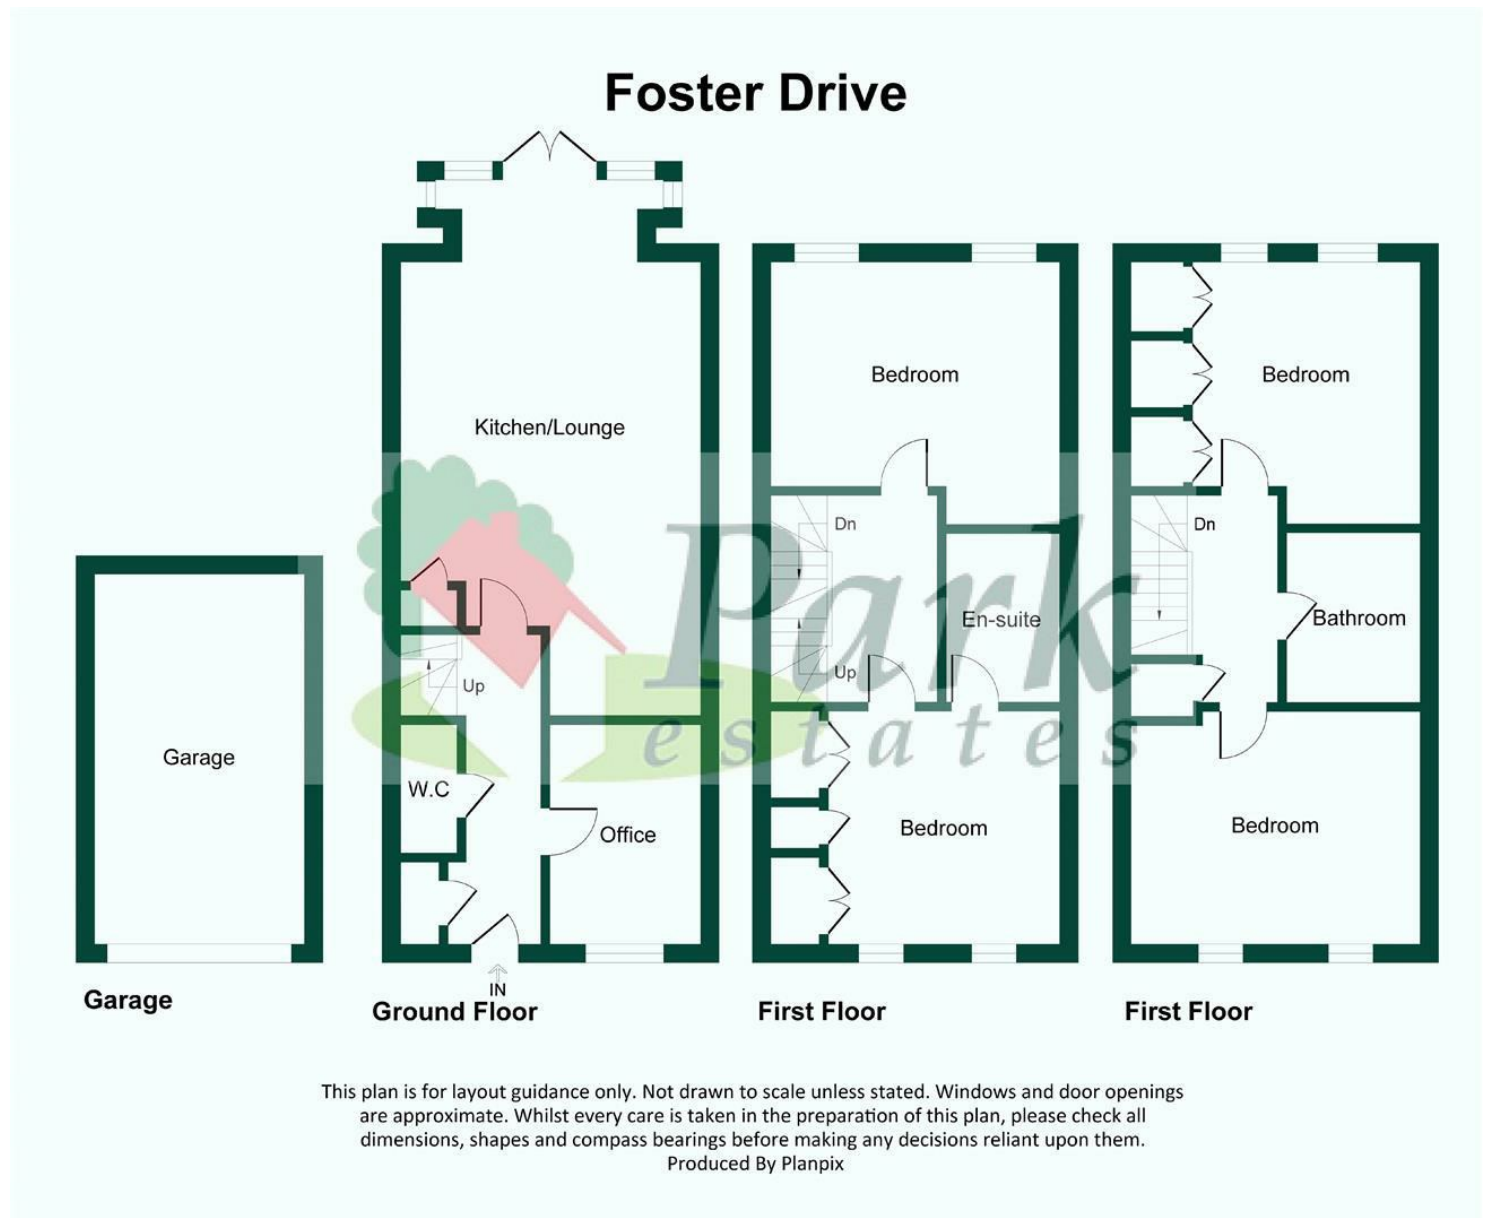 Foster Drive
Kitchen/Lounge
Up
W.C
Office
IN
Garage
Garage
Ground Floor
Bedroom
Dn
En-suite
Up
Bedroom
First Floor
Bedroom
Dn
Bathroom
Bedroom
First Floor
Park
estates
This plan is for layout guidance only. Not drawn to scale unless stated. Windows and door openings
are approximate. Whilst every care is taken in the preparation of this plan, please check all
dimensions, shapes and compass bearings before making any decisions reliant upon them.
Produced By Planpix